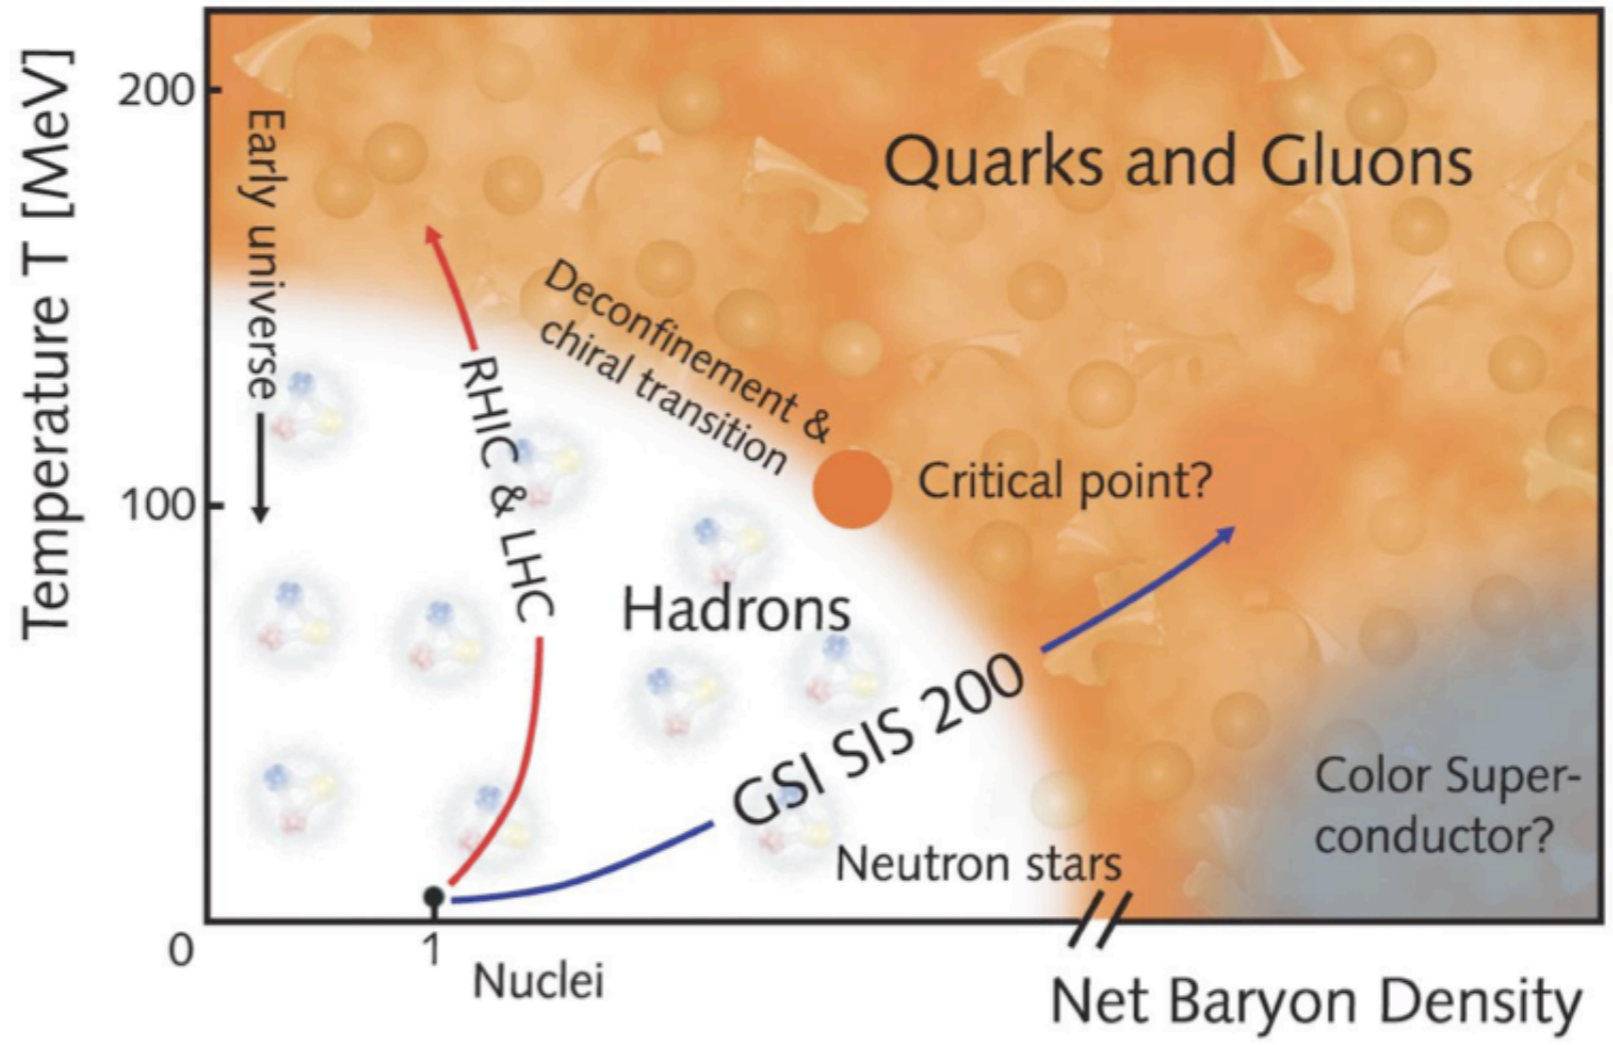 Temperature T [MeV]
200
100
0
Early universe
Quarks and Gluons
Deconfinement &
chiral transition
RHIC & LHC
Critical point?
Hadrons
GSI SIS 200
Color Super-
conductor?
Neutron stars
1
Nuclei
Net Baryon Density